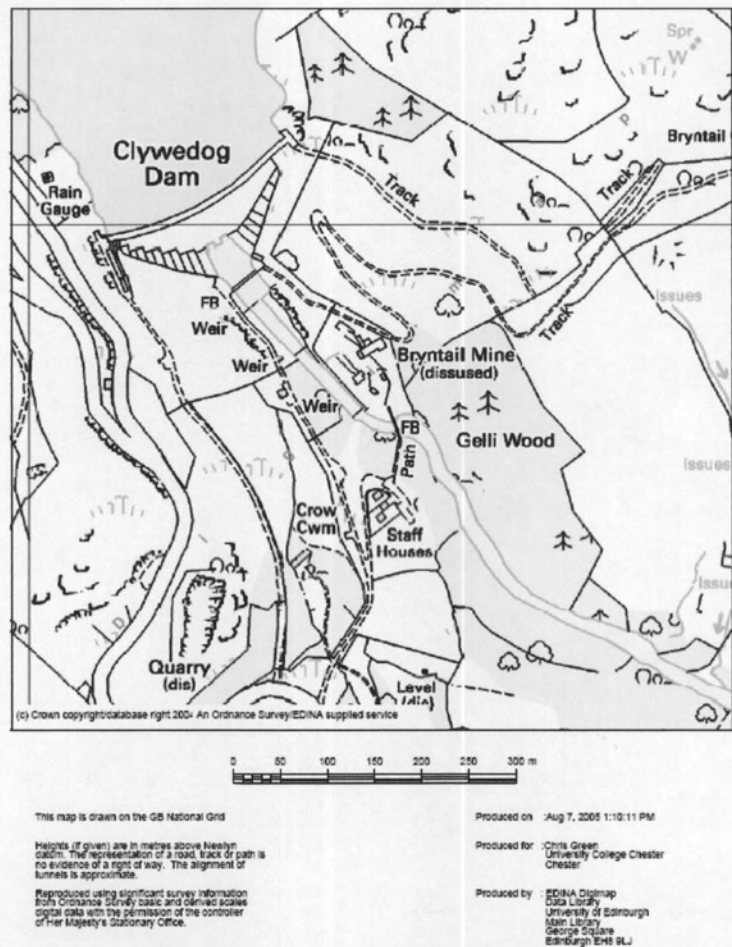 Spr
W
Bryntail
Clywedog
Dam
Rain
Gauge
Track
Track
P
FB
Weir
m
Issues
Track
Bryntail Mine
(dissused)
Weir
Weir
FB
Gelli Wood
Path
Issues
Crow
Cwm
Staff
Houses
Issue
D
Quarry
(dis)
Level
(dis)
(c) Crown copyright/database right 2004 An Ordnance Survey/EDINA supplied service
0 50 100 150 200 250 300 m
This map is drawn on the GB National Grid
Heights (if given) are in metres above Newlyn
datum. The representation of a road, track or path is
no evidence of a right of way. The alignment of
tunnels is approximate.
Reproduced using significant survey information
from Ordnance Survey basic and derived scales
digital data with the permission of the controller
of Her Majesty's Stationary Office.
Produced on :Aug 7, 2005 1:10:11 PM
Produced for :Chris Green
University College Chester
Chester
Produced by : EDINA Digimap
Data Library
University of Edinburgh
Main Library
George Square
Edinburgh EH8 9LJ